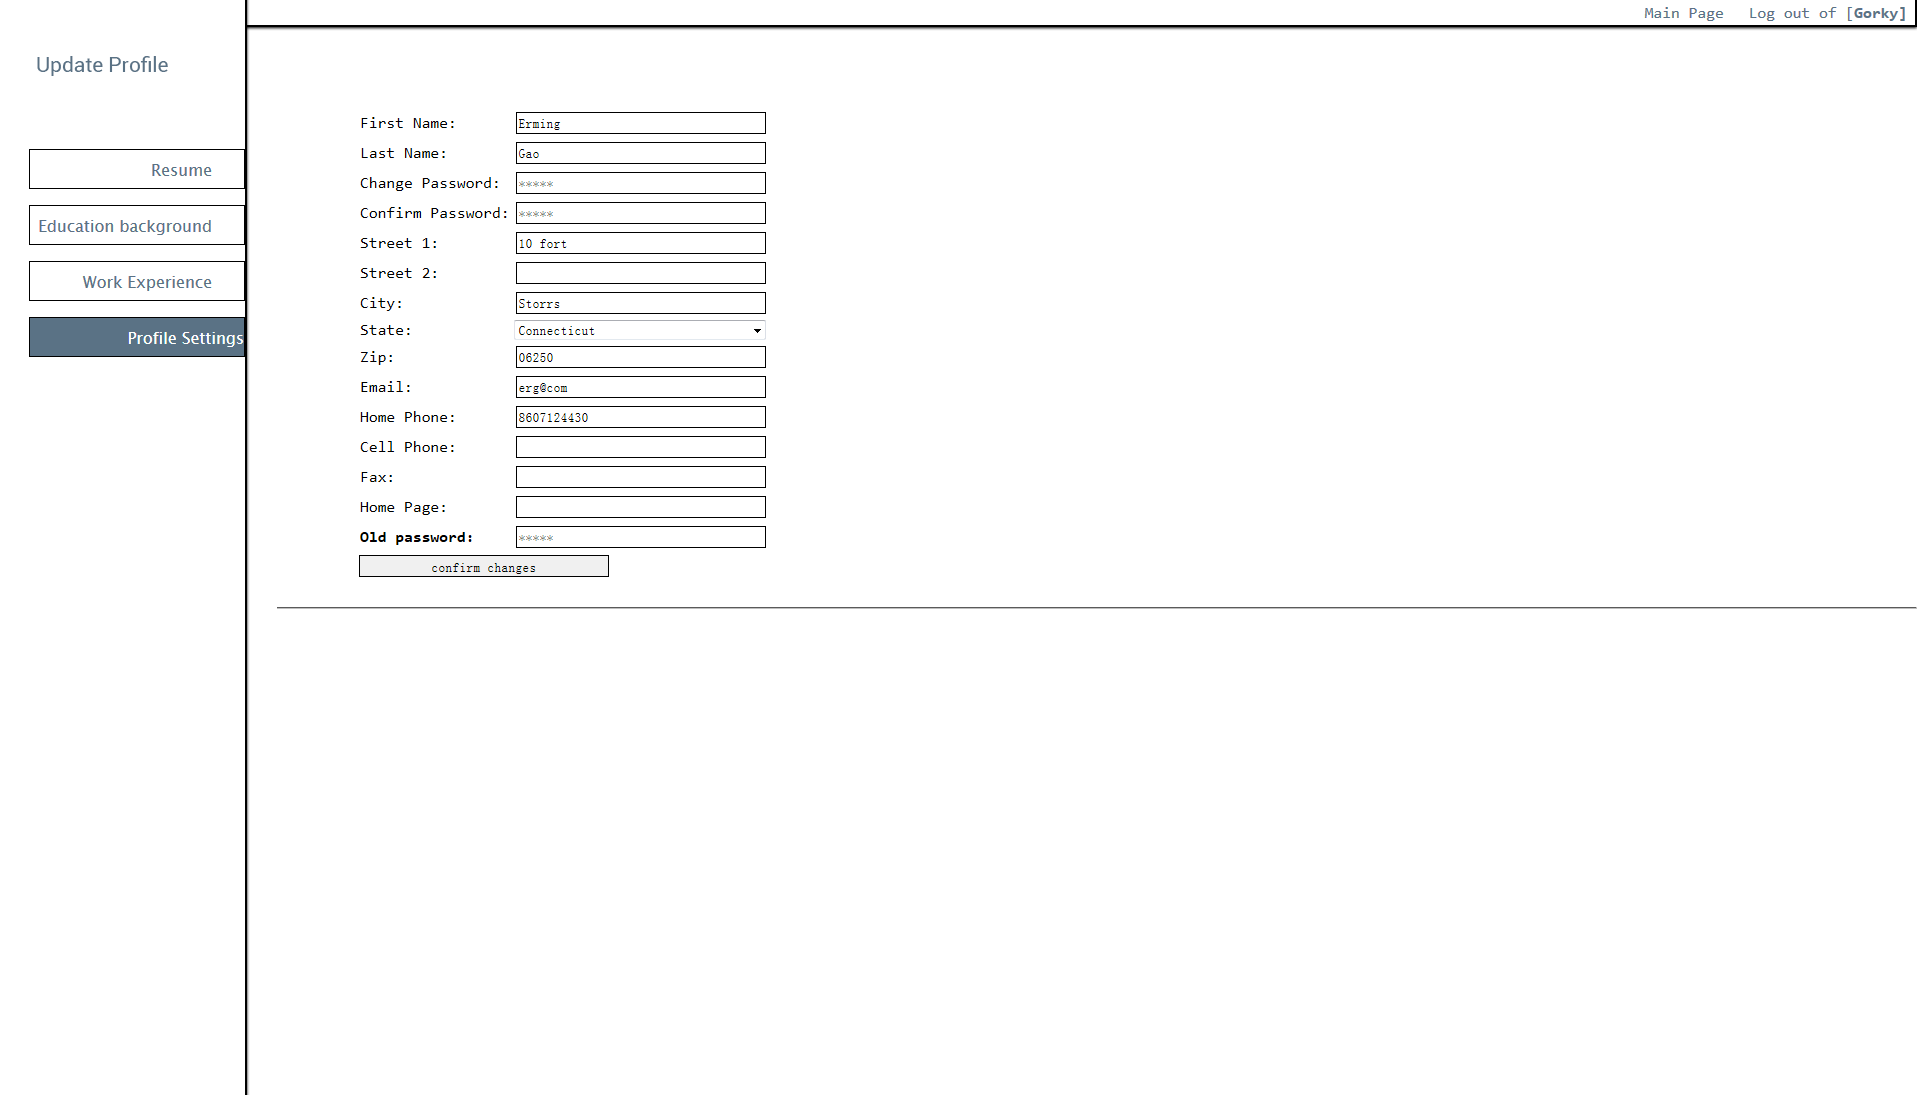 Main Page Log out of [Gorky]
Update Profile
Resume
Education background
Work Experience
Profile Settings
First Name: Erming
Last Name: Gao
Change Password: *****
Confirm Password: *****
Street 1: 10 fort
Street 2:
City: Storrs
State: Connecticut
Zip: 06250
Email: erg@com
Home Phone: 8607124430
Cell Phone:
Fax:
Home Page:
Old password: *****
confirm changes